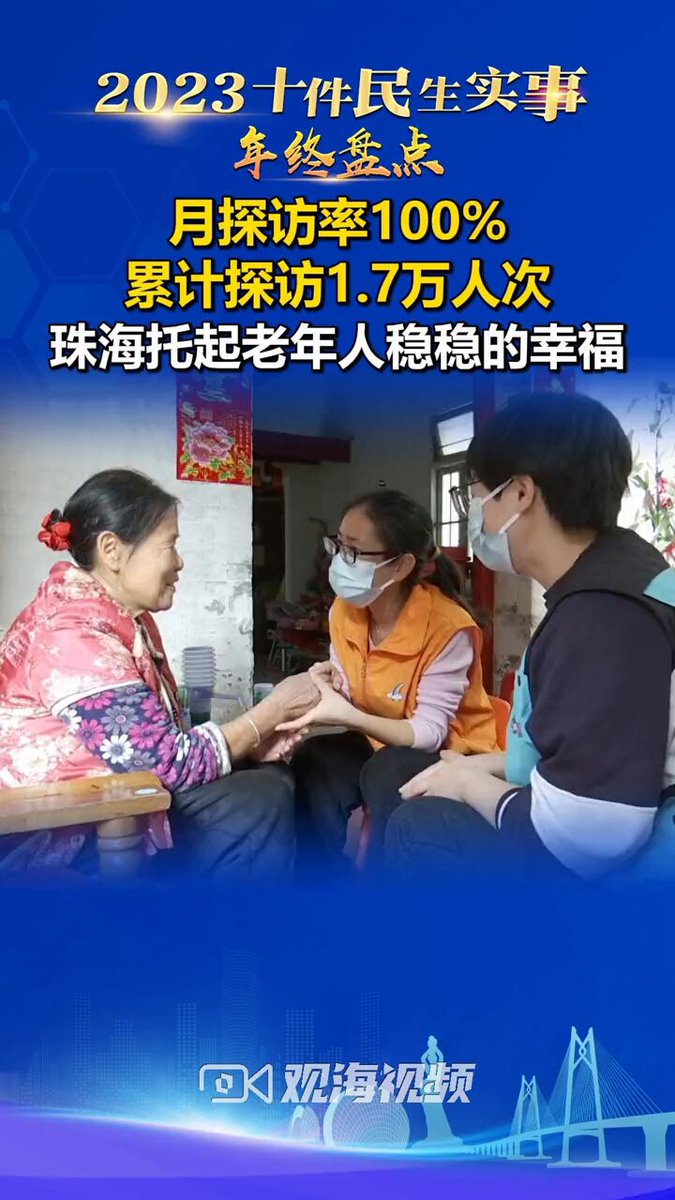 2023十件民生实事
年终盘点
月探访率100%
累计探访1.7万人次
珠海托起老年人稳稳的幸福
观海视频